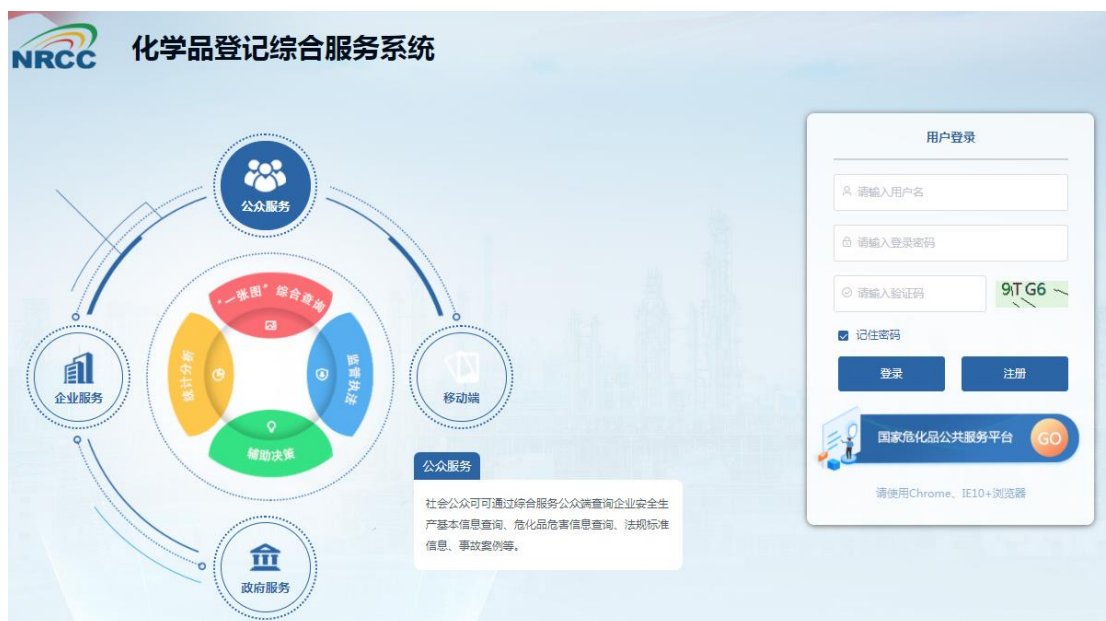 NRCC
化学品登记综合服务系统
公众服务
“一张图”综合查询
统计分析
监管执法
辅助决策
企业服务
移动端
政府服务
公众服务
社会公众可可通过综合服务公众端查询企业安全生
产基本信息查询、危化品危害信息查询、法规标准
信息、事故案例等。
用户登录
请输入用户名
请输入登录密码
请输入验证码
9TG6
记住密码
登录
注册
国家危化品公共服务平台
GO
请使用Chrome、IE10+浏览器